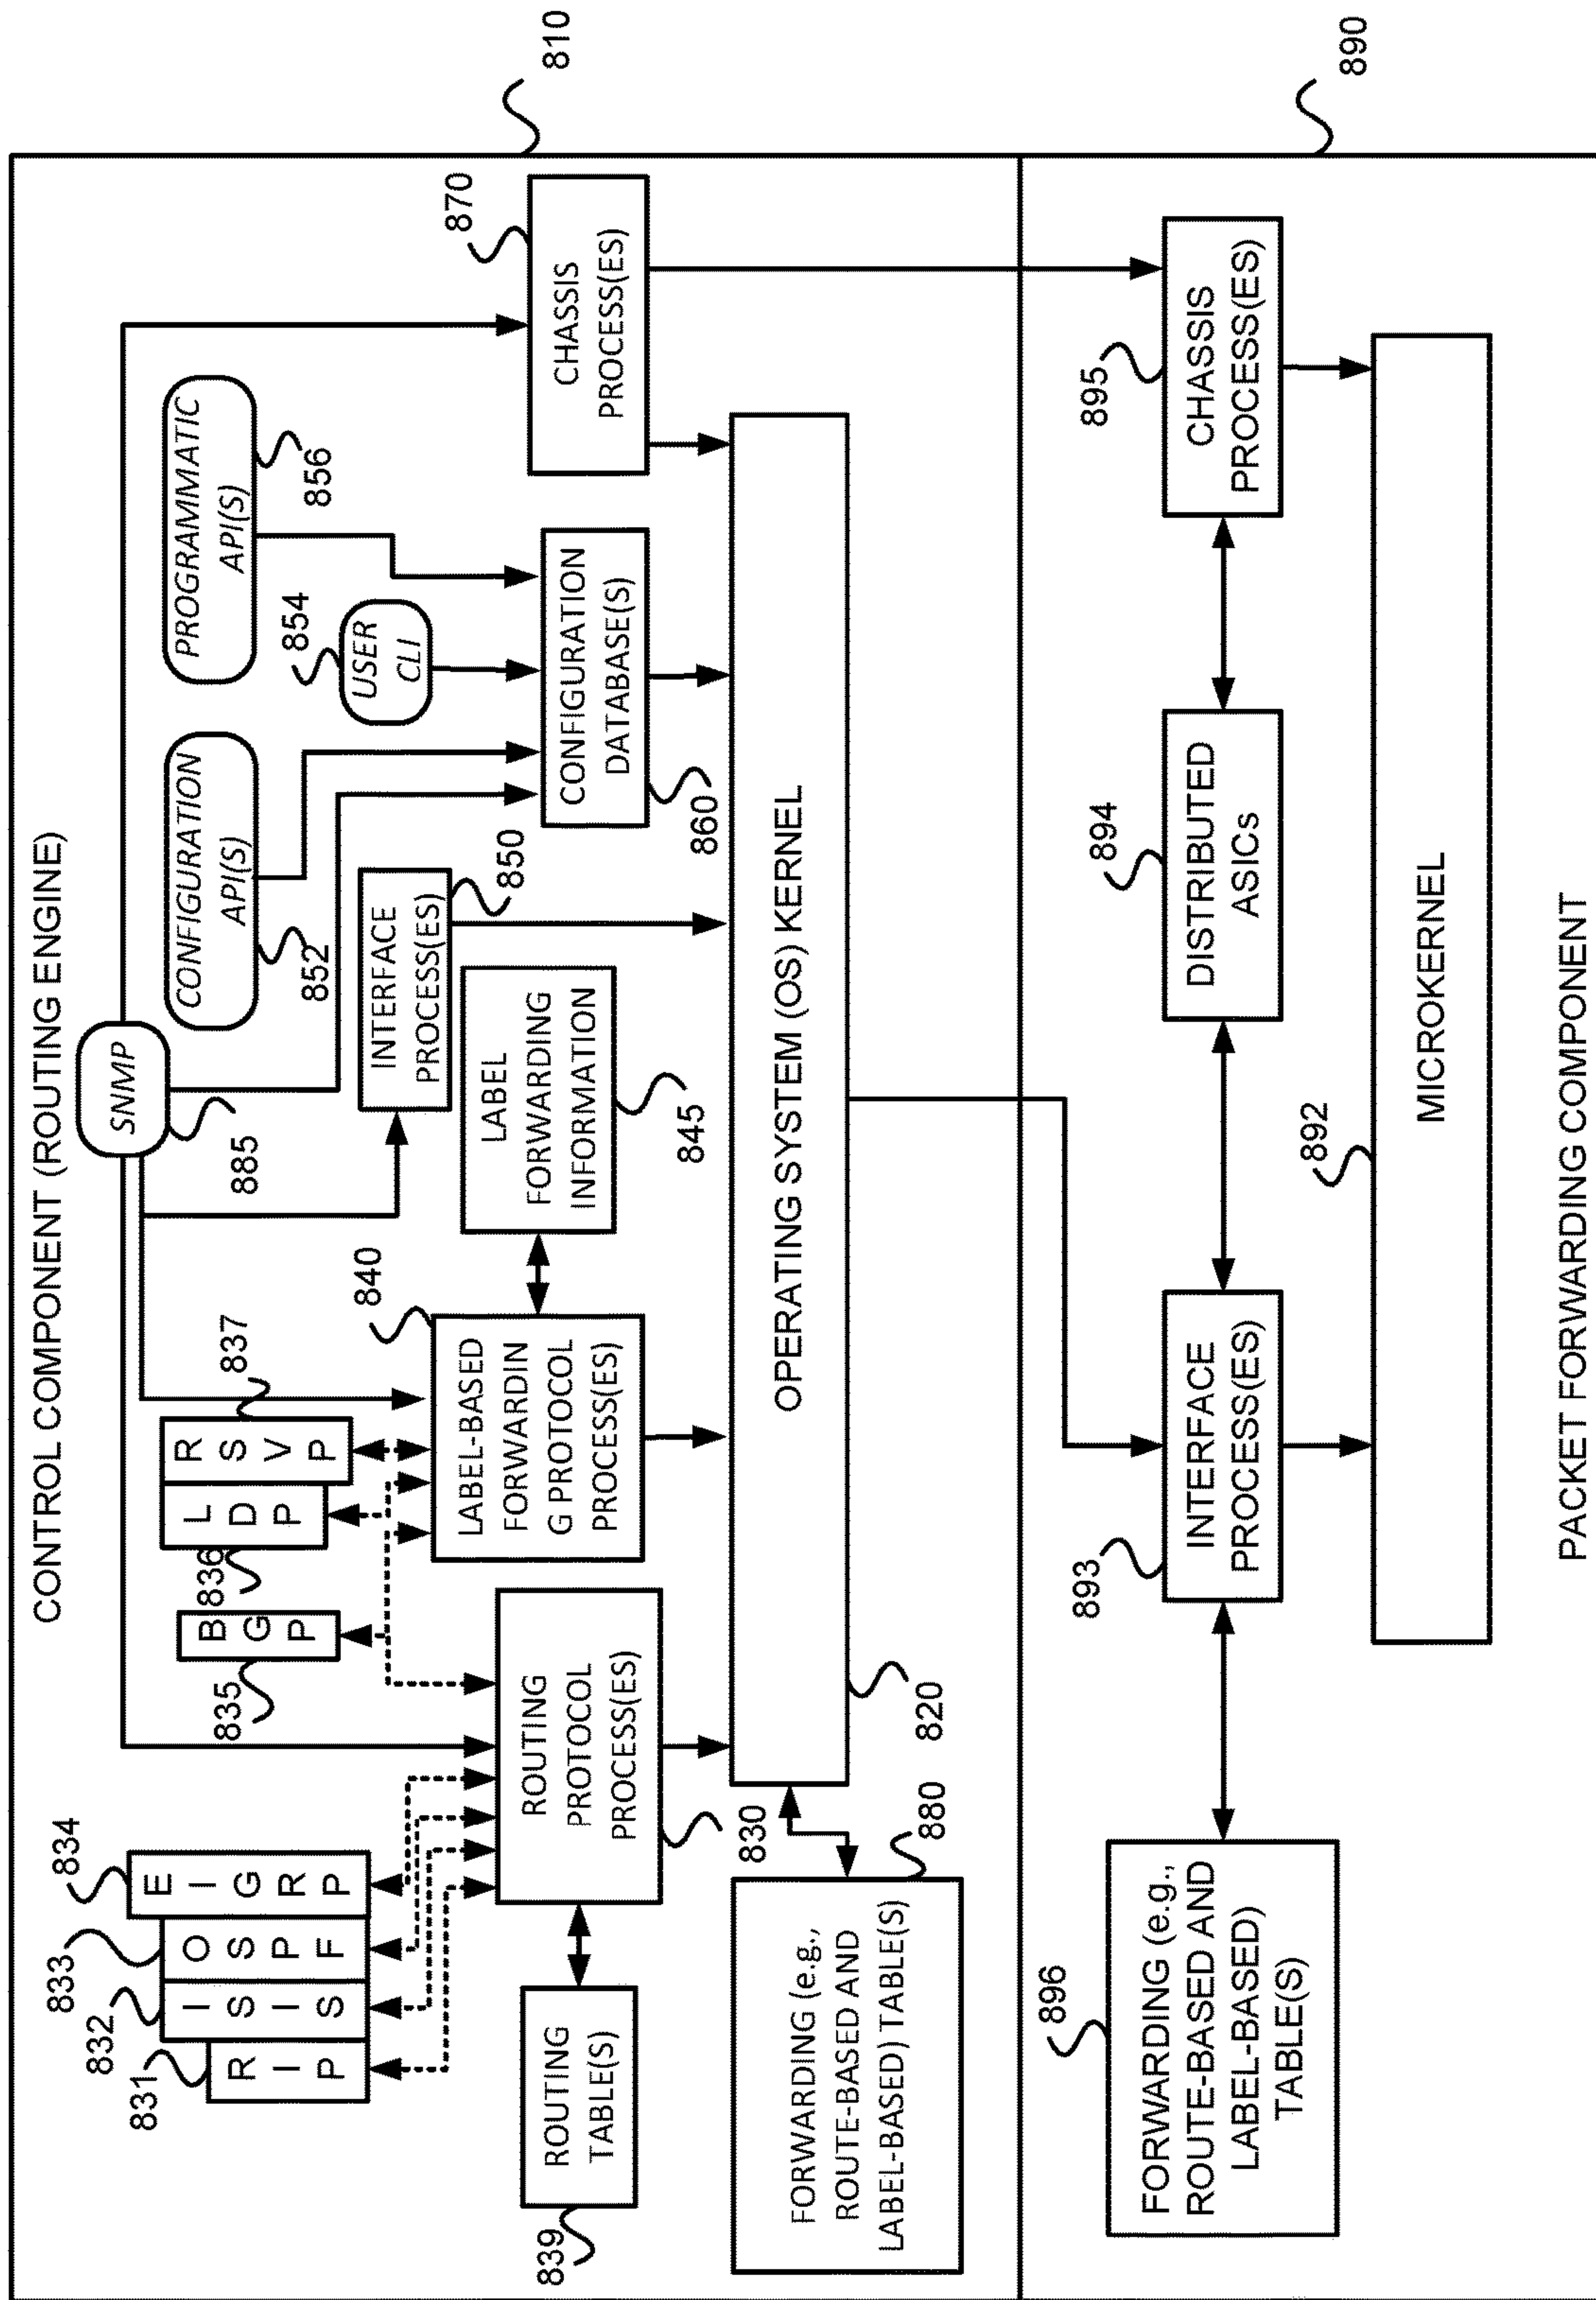 CONTROL COMPONENT (ROUTING ENGINE)
810
SNMP
885
831
832
833
834
R
I
P
I
S
I
S
O
S
P
F
E
I
G
R
P
835
B
G
P
836
L
D
P
R
S
V
P
837
CONFIGURATION
API(S)
852
854
USER
CLI
PROGRAMMATIC
API(S)
856
839
ROUTING
TABLE(S)
ROUTING
PROTOCOL
PROCESS(ES)
830
LABEL-BASED
FORWARDIN
G PROTOCOL
PROCESS(ES)
840
LABEL
FORWARDING
INFORMATION
845
INTERFACE
PROCESS(ES)
850
CONFIGURATION
DATABASE(S)
860
CHASSIS
PROCESS(ES)
870
FORWARDING (e.g.,
ROUTE-BASED AND
LABEL-BASED) TABLE(S)
880
820
OPERATING SYSTEM (OS) KERNEL
890
896
FORWARDING (e.g.,
ROUTE-BASED AND
LABEL-BASED)
TABLE(S)
893
INTERFACE
PROCESS(ES)
894
DISTRIBUTED
ASICs
895
CHASSIS
PROCESS(ES)
892
MICROKERNEL
PACKET FORWARDING COMPONENT